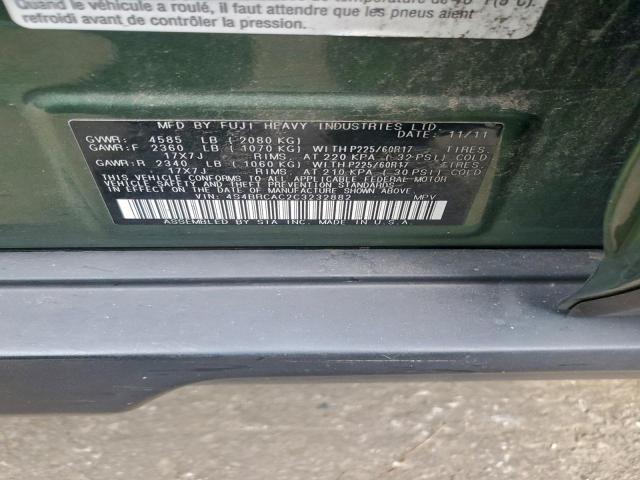 Quand le véhicule a roulé, il faut attendre que les pneus aient
refroidi avant de contrôler la pression.
MFD BY FUJI HEAVY INDUSTRIES LTD.
DATE: 11/11
GVWR: 4585 LB (2080 KG)
GAWR:F 2360 LB (1070 KG) WITH P225/60R17 TIRES.
17X7J RIMS. AT 220 KPA (32 PSI) COLD
GAWR:R 2340 LB (1060 KG) WITH P225/60R17 TIRES.
17X7J RIMS. AT 210 KPA (30 PSI) COLD
THIS VEHICLE CONFORMS TO ALL APPLICABLE FEDERAL MOTOR
VEHICLE SAFETY, BUMPER, AND THEFT PREVENTION STANDARDS
IN EFFECT ON THE DATE OF MANUFACTURE SHOWN ABOVE.
VIN: 4S4BRCAC2C3232882 MPV
ASSEMBLED BY SIA INC. MADE IN U.S.A